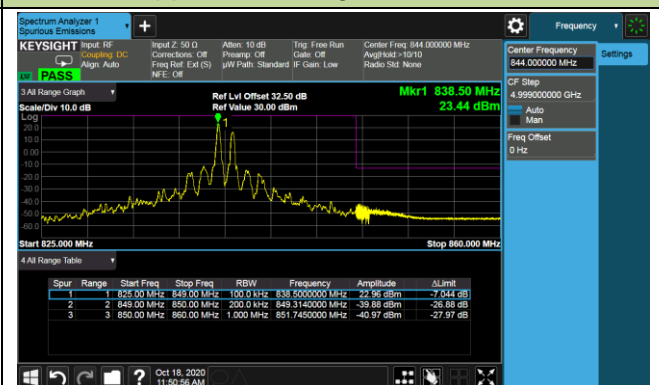 Spectrum Analyzer 1
Spurious Emissions
Frequency
KEYSIGHT
Input: RF
Coupling: DC
Align: Auto
Input Z: 50 Ω
Corrections: Off
Freq Ref: Ext (S)
NFE: Off
Atten: 10 dB
Preamp: Off
µW Path: Standard
Trig: Free Run
Gate: Off
IF Gain: Low
Center Freq: 844.000000 MHz
Avg|Hold:>10/10
Radio Std: None
PASS
Center Frequency
844.000000 MHz
Settings
CF Step
4.999000000 GHz
Auto
Man
Freq Offset
0 Hz
3 All Range Graph
Scale/Div 10.0 dB
Ref Lvl Offset 32.50 dB
Ref Value 30.00 dBm
Mkr1 838.50 MHz
23.44 dBm
Log
1
20.0
10.0
0.00
-10.0
-20.0
-30.0
-40.0
-50.0
-60.0
Start 825.000 MHz
Stop 860.000 MHz
4 All Range Table
Spur Range Start Freq Stop Freq RBW Frequency Amplitude ΔLimit
1 1 825.00 MHz 849.00 MHz 100.0 kHz 838.5000000 MHz 22.96 dBm -7.044 dB
2 2 849.00 MHz 850.00 MHz 200.0 kHz 849.3140000 MHz -39.88 dBm -26.88 dB
3 3 850.00 MHz 860.00 MHz 1.000 MHz 851.7450000 MHz -40.97 dBm -27.97 dB
Oct 18, 2020
11:50:56 AM